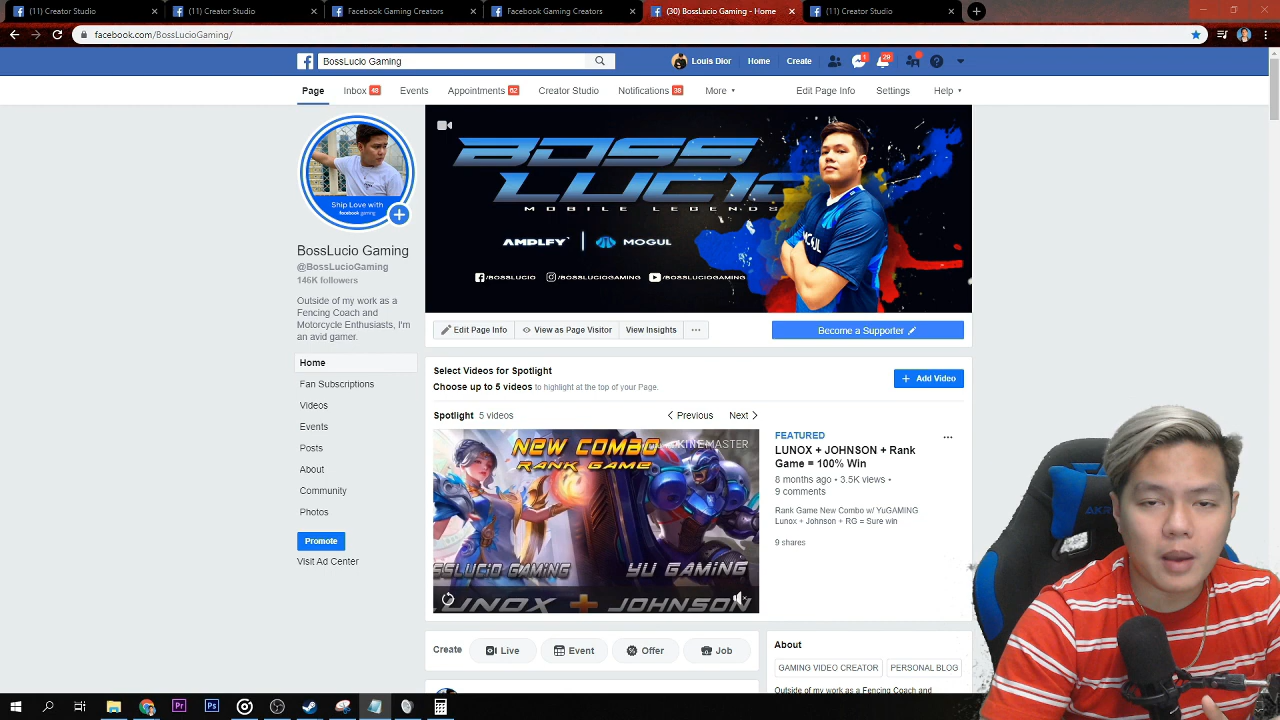 (11) Creator Studio
(11) Creator Studio
Facebook Gaming Creators
Facebook Gaming Creators
(30) BossLucio Gaming - Home
(11) Creator Studio
facebook.com/BossLucioGaming/
BossLucio Gaming
Louis Dior
Home
Create
1
29
Page
Inbox 48
Events
Appointments 62
Creator Studio
Notifications 38
More
Edit Page Info
Settings
Help
BOSS
LUCIO
MOBILE LEGENDS
AMPLFY
MOGUL
/BOSSLUCIO
/BOSSLUCIOGAMING
/BOSSLUCIOGAMING
Ship Love with
facebook gaming
BossLucio Gaming
@BossLucioGaming
146K followers
Outside of my work as a
Fencing Coach and
Motorcycle Enthusiasts, I'm
an avid gamer.
Home
Fan Subscriptions
Videos
Events
Posts
About
Community
Photos
Promote
Visit Ad Center
Edit Page Info
View as Page Visitor
View Insights
Become a Supporter
Select Videos for Spotlight
Choose up to 5 videos to highlight at the top of your Page.
Add Video
Spotlight 5 videos
Previous
Next
NEW COMBO
RANK GAME
KINEMASTER
SSLUCIO GAMING
YU GAMING
LUNOX + JOHNSON
FEATURED
LUNOX + JOHNSON + Rank
Game = 100% Win
8 months ago • 3.5K views •
9 comments
Rank Game New Combo w/ YuGAMING
Lunox + Johnson + RG = Sure win
9 shares
Create
Live
Event
Offer
Job
About
GAMING VIDEO CREATOR
PERSONAL BLOG
Outside of my work as a Fencing Coach and